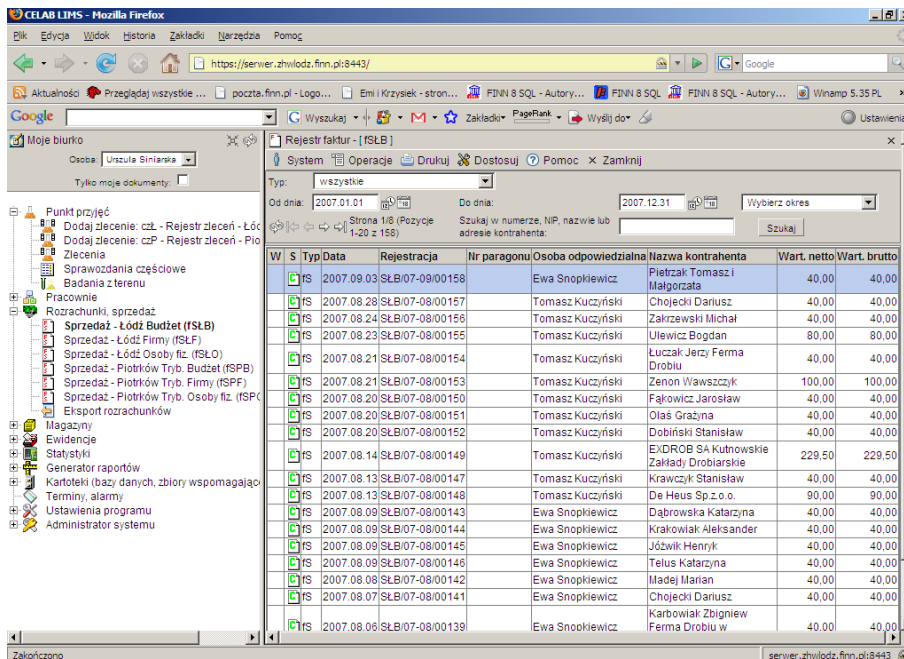 CELAB LIMS - Mozilla Firefox
Plik Edycja Widok Historia Zakładki Narzędzia Pomoc
https://serwer.zhwlodz.finn.pl:8443/ Google
Aktualności Przeglądaj wszystkie ... poczta.finn.pl - Logo... Emi i Krzysiek - stron... FINN 8 SQL - Autory... FINN 8 SQL FINN 8 SQL - Autory... Winamp 5.35 PL
Google Wyszukaj Zakładki PageRank Wyślij do Ustawienia
Moje biurko
Osoba: Urszula Siniarska
Tylko moje dokumenty:
Punkt przyjęć
Dodaj zlecenie: czŁ - Rejestr zleceń - Łóc
Dodaj zlecenie: czP - Rejestr zleceń - Pio
Zlecenia
Sprawozdania częściowe
Badania z terenu
Pracownie
Rozrachunki, sprzedaż
Sprzedaż - Łódź Budżet (fSŁB)
Sprzedaż - Łódź Firmy (fSŁF)
Sprzedaż - Łódź Osoby fiz. (fSŁO)
Sprzedaż - Piotrków Tryb. Budżet (fSPB)
Sprzedaż - Piotrków Tryb. Firmy (fSPF)
Sprzedaż - Piotrków Tryb. Osoby fiz. (fSPO
Eksport rozrachunków
Magazyny
Ewidencje
Statystyki
Generator raportów
Kartoteki (bazy danych, zbiory wspomagając
Terminy, alarmy
Ustawienia programu
Administrator systemu
Rejestr faktur - [fSŁB ]
System Operacje Drukuj Dostosuj Pomoc Zamknij
Typ: wszystkie
Od dnia: 2007.01.01 Do dnia: 2007.12.31 Wybierz okres
Strona 1/8 (Pozycje 1-20 z 158) Szukaj w numerze, NIP, nazwie lub adresie kontrahenta: Szukaj
W S Typ Data Rejestracja Nr paragonu Osoba odpowiedzialna Nazwa kontrahenta Wart. netto Wart. brutto
C fS 2007.09.03 SŁB/07-09/00158 Ewa Snopkiewicz Pietrzak Tomasz i Małgorzata 40,00 40,00
C fS 2007.08.28 SŁB/07-08/00157 Tomasz Kuczyński Chojecki Dariusz 40,00 40,00
C fS 2007.08.24 SŁB/07-08/00156 Tomasz Kuczyński Zakrzewski Michał 40,00 40,00
C fS 2007.08.23 SŁB/07-08/00155 Tomasz Kuczyński Ulewicz Bogdan 80,00 80,00
C fS 2007.08.21 SŁB/07-08/00154 Tomasz Kuczyński Łuczak Jerzy Ferma Drobiu 40,00 40,00
C fS 2007.08.21 SŁB/07-08/00153 Tomasz Kuczyński Zenon Wawszczyk 100,00 100,00
C fS 2007.08.20 SŁB/07-08/00150 Tomasz Kuczyński Fąkowicz Jarosław 40,00 40,00
C fS 2007.08.20 SŁB/07-08/00151 Tomasz Kuczyński Olaś Grażyna 40,00 40,00
C fS 2007.08.20 SŁB/07-08/00152 Tomasz Kuczyński Dobiński Stanisław 40,00 40,00
C fS 2007.08.14 SŁB/07-08/00149 Tomasz Kuczyński EXDROB SA Kutnowskie Zakłady Drobiarskie 229,50 229,50
C fS 2007.08.13 SŁB/07-08/00147 Tomasz Kuczyński Krawczyk Stanisław 40,00 40,00
C fS 2007.08.13 SŁB/07-08/00148 Tomasz Kuczyński De Heus Sp.z.o.o. 90,00 90,00
C fS 2007.08.09 SŁB/07-08/00143 Ewa Snopkiewicz Dąbrowska Katarzyna 40,00 40,00
C fS 2007.08.09 SŁB/07-08/00144 Ewa Snopkiewicz Krakowiak Aleksander 40,00 40,00
C fS 2007.08.09 SŁB/07-08/00145 Ewa Snopkiewicz Jóźwik Henryk 40,00 40,00
C fS 2007.08.09 SŁB/07-08/00146 Ewa Snopkiewicz Telus Katarzyna 40,00 40,00
C fS 2007.08.08 SŁB/07-08/00142 Ewa Snopkiewicz Madej Marian 40,00 40,00
C fS 2007.08.07 SŁB/07-08/00141 Ewa Snopkiewicz Chojecki Dariusz 40,00 40,00
C fS 2007.08.06 SŁB/07-08/00139 Ewa Snopkiewicz Karbowiak Zbigniew Ferma Drobiu w 40,00 40,00
Zakończono serwer.zhwlodz.finn.pl:8443